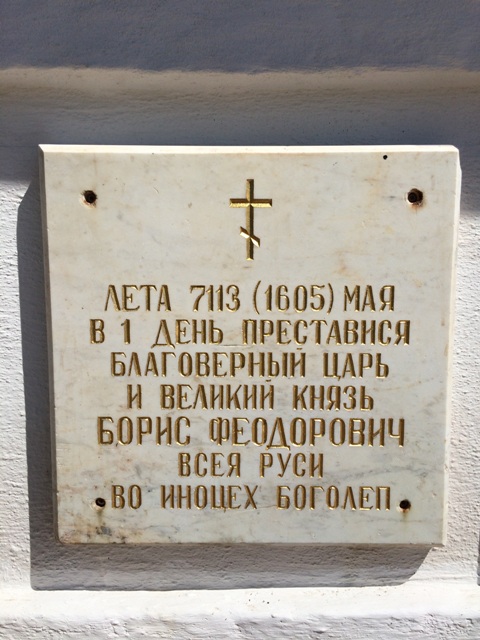 ЛЕТА 7113 (1605) МАЯ
В 1 ДЕНЬ ПРЕСТАВИСЯ
БЛАГОВЕРНЫЙ ЦАРЬ
И ВЕЛИКИЙ КНЯЗЬ
БОРИС ФЕОДОРОВИЧ
ВСЕЯ РУСИ
ВО ИНОЦЕХ БОГОЛЕП